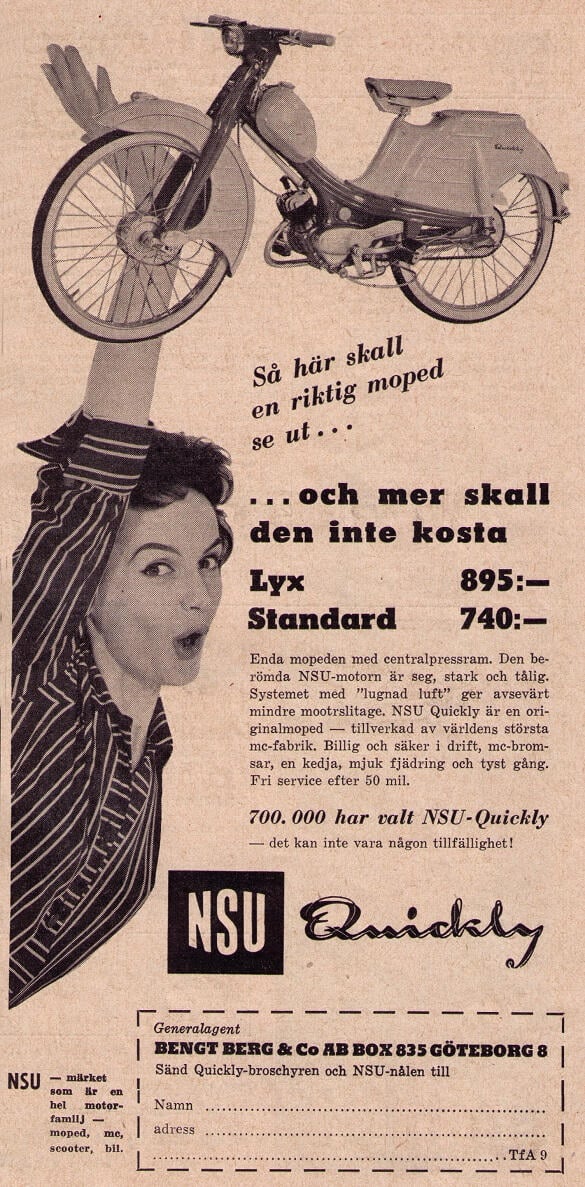 Quickly
Så här skall
en riktig moped
se ut...
...och mer skall
den inte kosta
Lyx 895:—
Standard 740:—
Enda mopeden med centralpressram. Den be-
römda NSU-motorn är seg, stark och tålig.
Systemet med "lugnad luft" ger avsevärt
mindre mootrslitage. NSU Quickly är en ori-
ginalmoped — tillverkad av världens största
mc-fabrik. Billig och säker i drift, mc-brom-
sar, en kedja, mjuk fjädring och tyst gång.
Fri service efter 50 mil.
700.000 har valt NSU-Quickly
— det kan inte vara någon tillfällighet!
NSU Quickly
Generalagent
BENGT BERG & Co AB BOX 835 GÖTEBORG 8
Sänd Quickly-broschyren och NSU-nålen till
Namn
adress
TfA 9
NSU — märket
som är en
hel motor-
familj —
moped, mc,
scooter, bil.